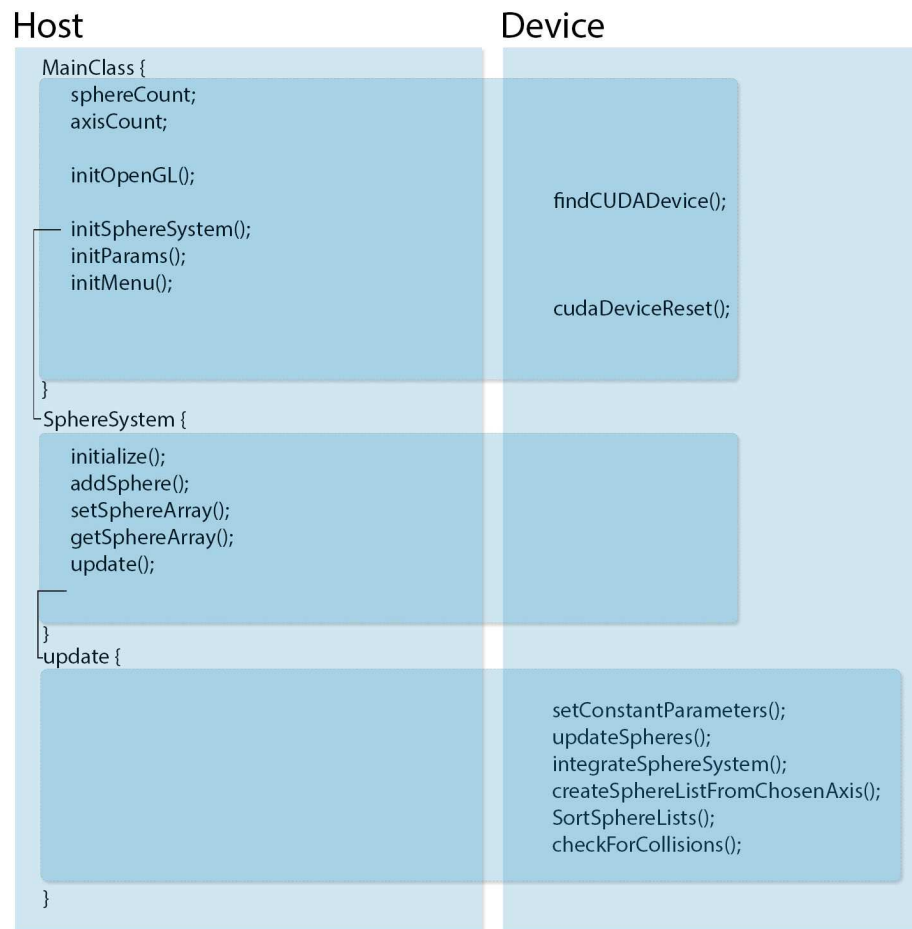 Host
Device
MainClass {
sphereCount;
axisCount;
initOpenGL();
findCUDADevice();
initSphereSystem();
initParams();
initMenu();
cudaDeviceReset();
}
SphereSystem {
initialize();
addSphere();
setSphereArray();
getSphereArray();
update();
}
update {
setConstantParameters();
updateSpheres();
integrateSphereSystem();
createSphereListFromChosenAxis();
SortSphereLists();
checkForCollisions();
}